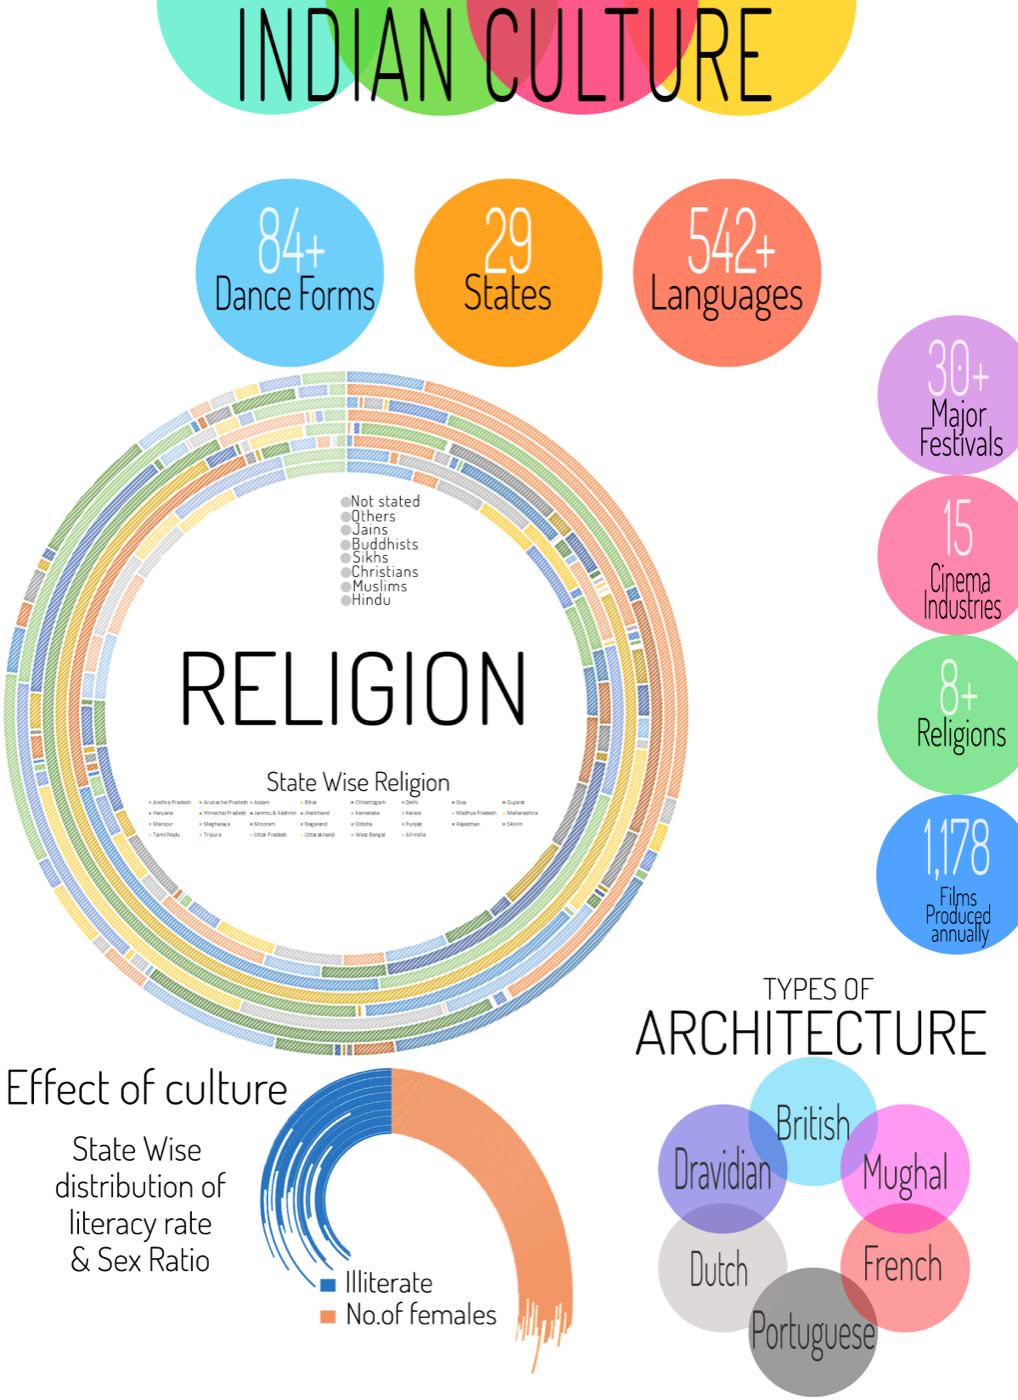 INDIAN CULTURE
84+
Dance Forms
29
States
542+
Languages
30+
Major
Festivals
15
Cinema
Industries
8+
Religions
1,178
Films
Produced
annually
Not stated
Others
Jains
Buddhists
Sikhs
Christians
Muslims
Hindu
RELIGION
State Wise Religion
Andhra Pradesh Arunachal Pradesh Assam Bihar Chhattisgarh Delhi Goa Gujarat
Haryana Himachal Pradesh Jammu & Kashmir Jharkhand Karnataka Kerala Madhya Pradesh Maharashtra
Manipur Meghalaya Mizoram Nagaland Odisha Punjab Rajasthan Sikkim
Tamil Nadu Tripura Uttar Pradesh Uttarakhand West Bengal All India
TYPES OF
ARCHITECTURE
British
Dravidian
Mughal
Dutch
French
Portuguese
Effect of culture
State Wise
distribution of
literacy rate
& Sex Ratio
Illiterate
No.of females